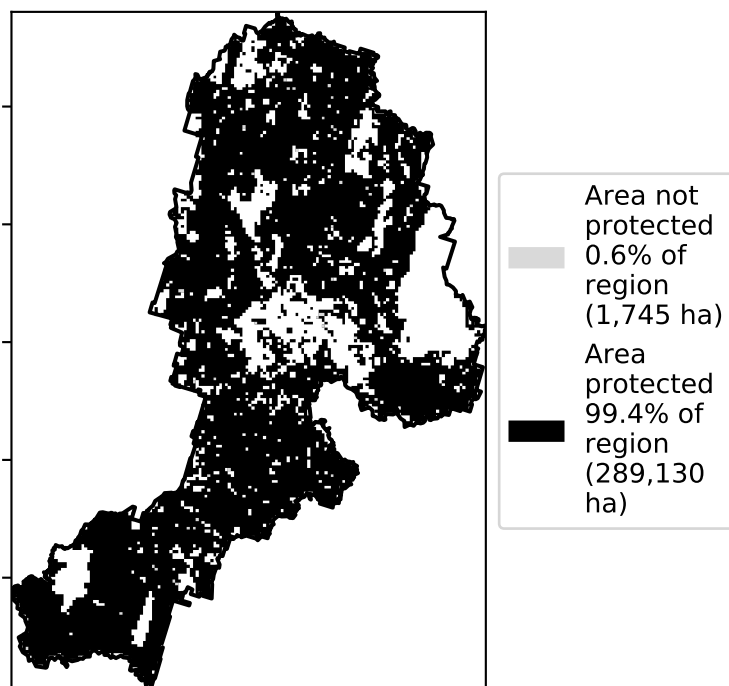 Area not
protected
0.6% of
region
(1,745 ha)
Area
protected
99.4% of
region
(289,130
ha)